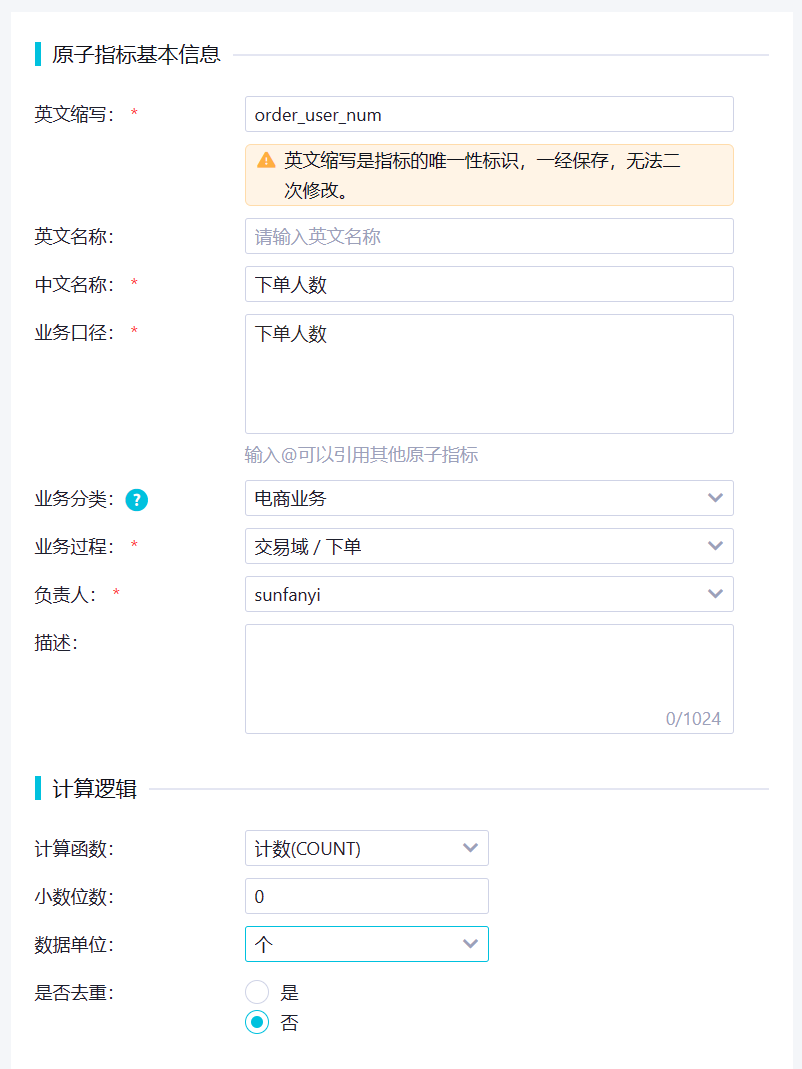 原子指标基本信息
英文缩写： * order_user_num
英文缩写是指标的唯一性标识，一经保存，无法二
次修改。
英文名称： 请输入英文名称
中文名称： * 下单人数
业务口径： * 下单人数
输入@可以引用其他原子指标
业务分类： ? 电商业务
业务过程： * 交易域 / 下单
负责人： * sunfanyi
描述：
0/1024
计算逻辑
计算函数： 计数(COUNT)
小数位数： 0
数据单位： 个
是否去重： 是
否